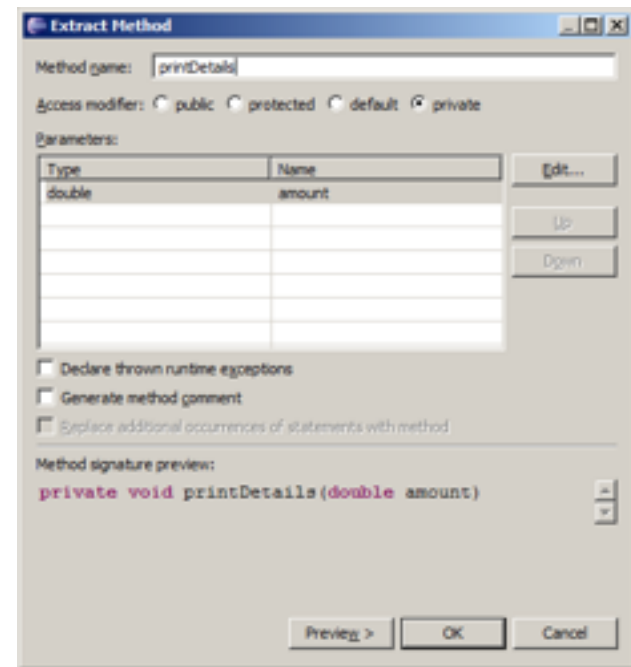 Extract Method
Method name: printDetails
Access modifier: public protected default private
Parameters:
Type Name
double amount
Edit...
Up
Down
Declare thrown runtime exceptions
Generate method comment
Replace additional occurrences of statements with method
Method signature preview:
private void printDetails(double amount)
Preview > OK Cancel